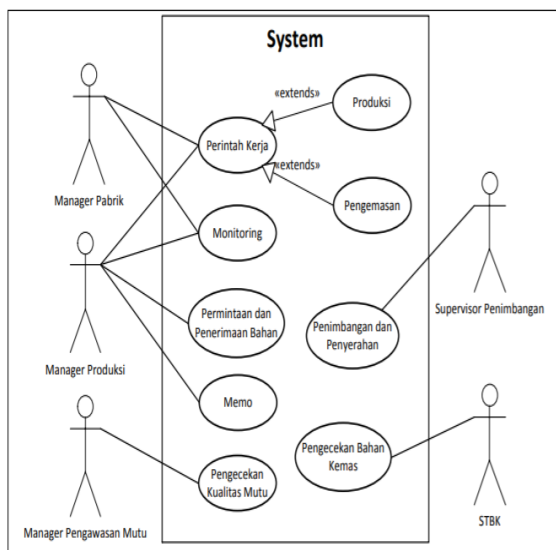 System
«extends»
Produksi
Perintah Kerja
Manager Pabrik
«extends»
Pengemasan
Monitoring
Supervisor Penimbangan
Permintaan dan
Penerimaan Bahan
Penimbangan dan
Penyerahan
Manager Produksi
Memo
Pengecekan Bahan
Kemas
Pengecekan
Kualitas Mutu
Manager Pengawasan Mutu
STBK